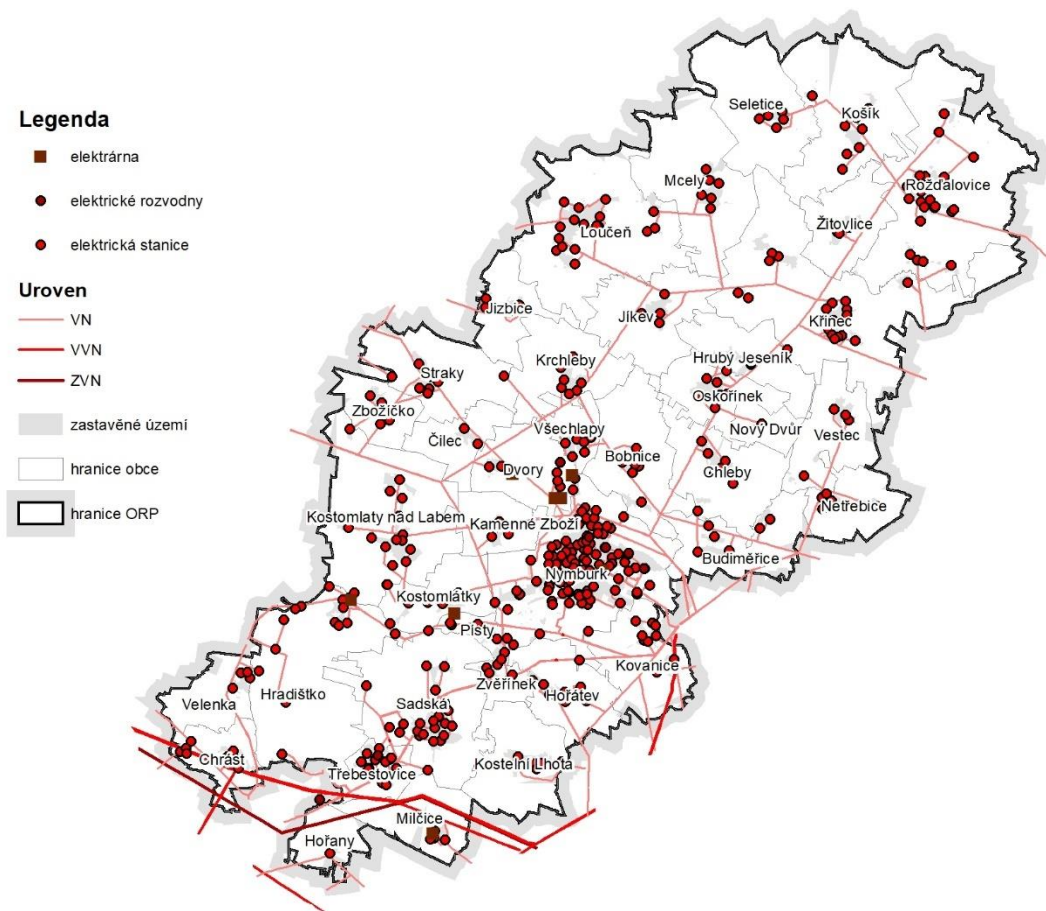 Legenda
elektrárna
elektrické rozvodny
elektrická stanice
Uroven
VN
VVN
ZVN
zastavěné území
hranice obce
hranice ORP
Seletice
Košík
Mcely
Rožďalovice
Loučeň
Žitovlice
Jizbice
Jíkev
Křinec
Krchleby
Hrubý Jeseník
Straky
Oskořínek
Zbožíčko
Čilec
Všechlapy
Nový Dvůr
Vestec
Dvory
Bobnice
Chleby
Netřebice
Kostomlaty nad Labem
Kamenné Zboží
Budiměřice
Nymburk
Kostomlátky
Písty
Kovanice
Zvěřínek
Velenka
Hradištko
Hořátev
Sadská
Chrást
Třebestovice
Kostelní Lhota
Milčice
Hořany